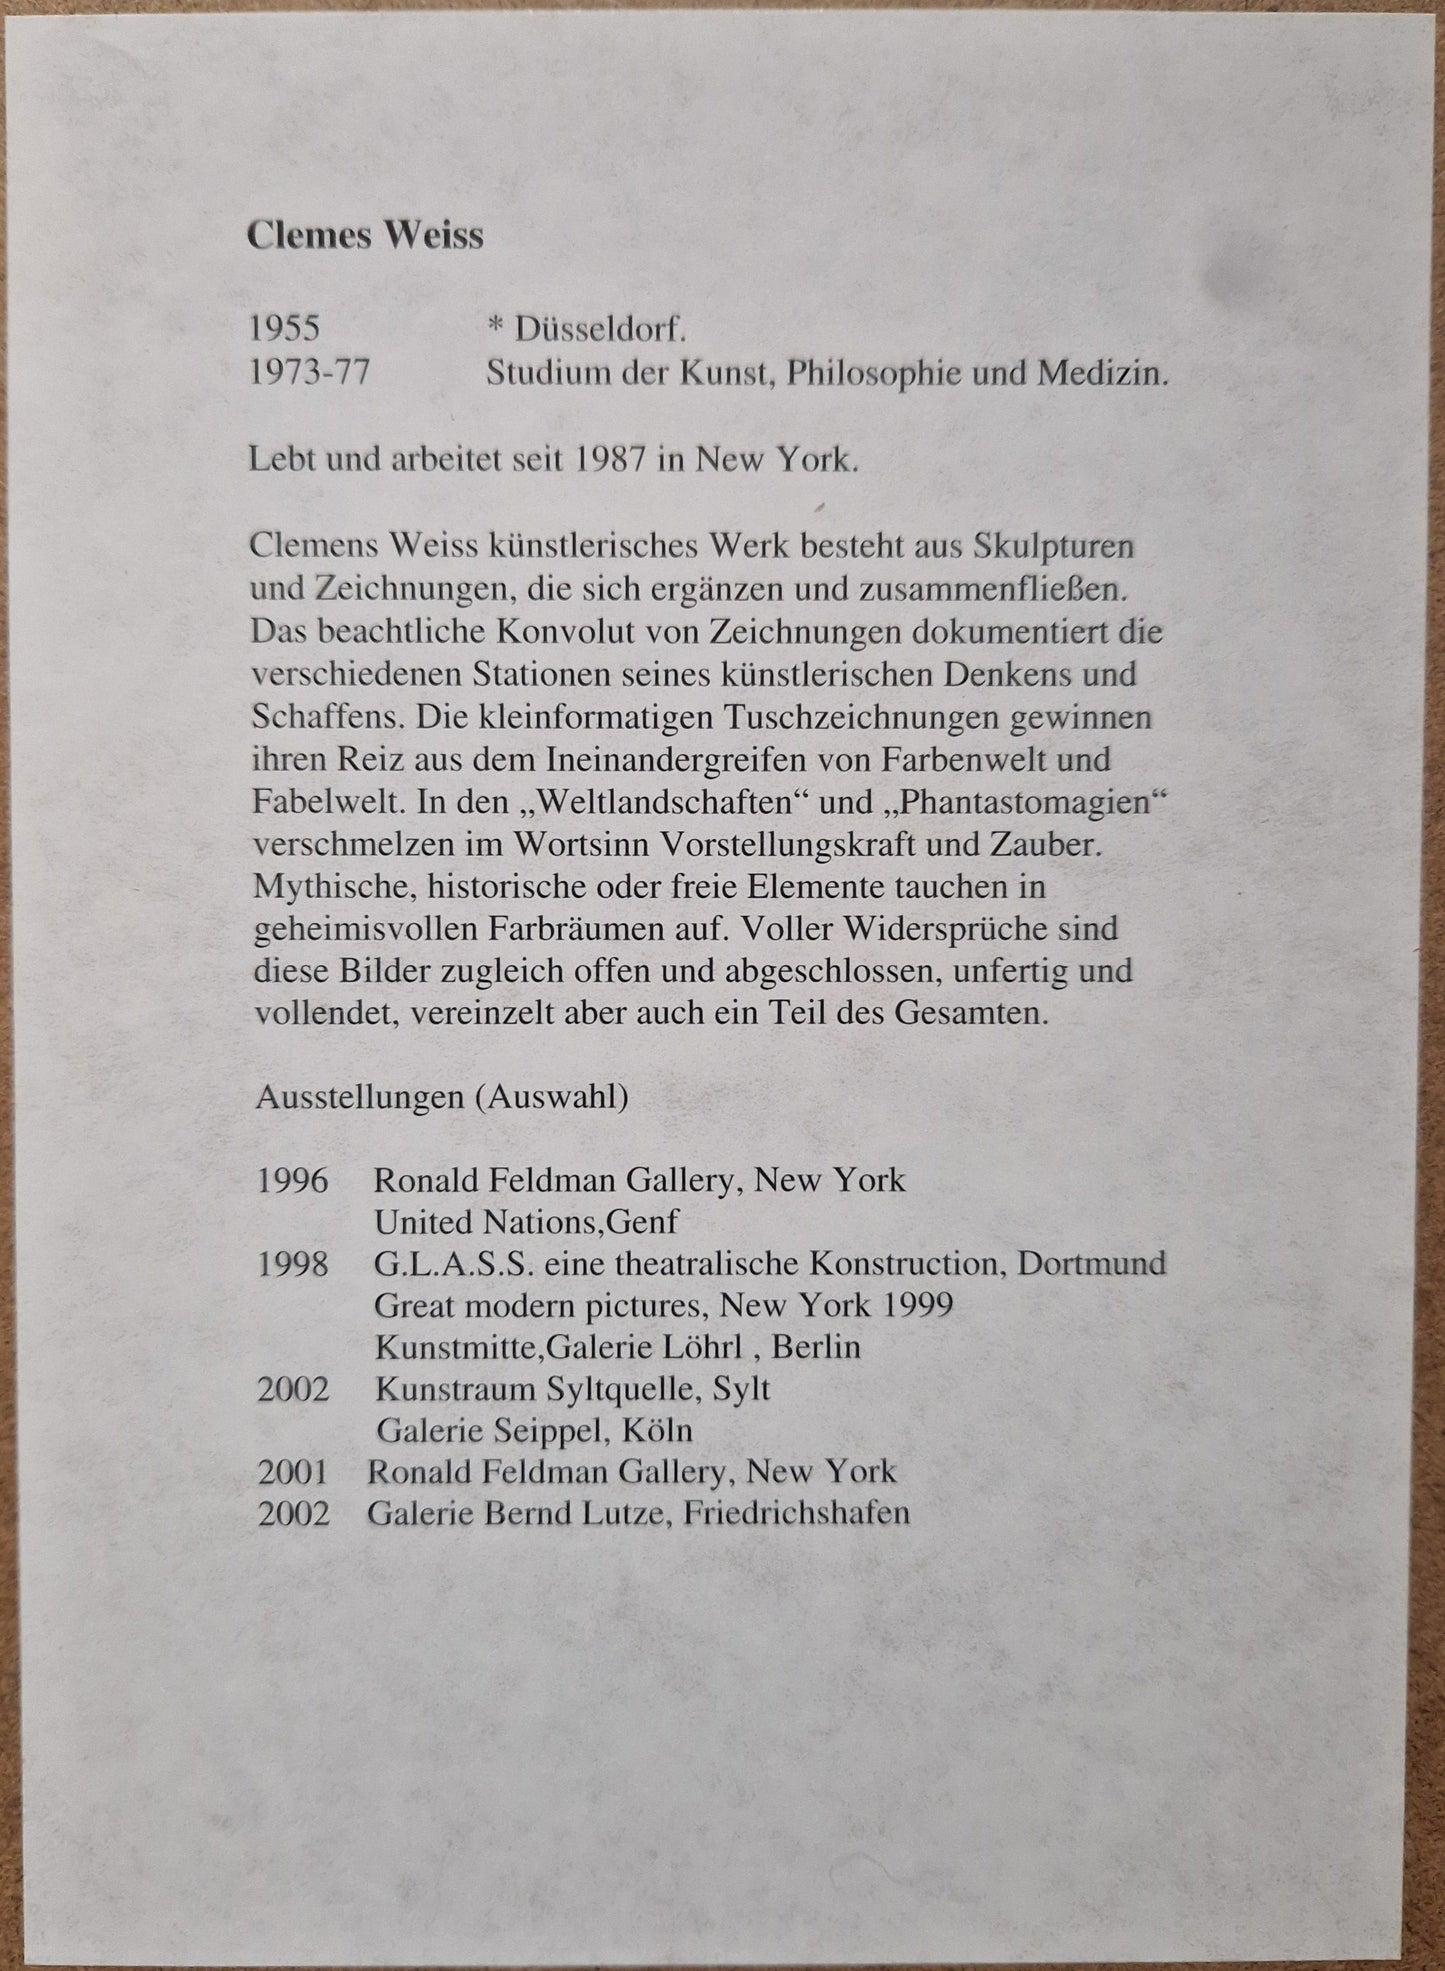 Clemes Weiss
1955 * Düsseldorf.
1973-77 Studium der Kunst, Philosophie und Medizin.
Lebt und arbeitet seit 1987 in New York.
Clemens Weiss künstlerisches Werk besteht aus Skulpturen
und Zeichnungen, die sich ergänzen und zusammenfließen.
Das beachtliche Konvolut von Zeichnungen dokumentiert die
verschiedenen Stationen seines künstlerischen Denkens und
Schaffens. Die kleinformatigen Tuschzeichnungen gewinnen
ihren Reiz aus dem Ineinandergreifen von Farbenwelt und
Fabelwelt. In den „Weltlandschaften“ und „Phantastomagien“
verschmelzen im Wortsinn Vorstellungskraft und Zauber.
Mythische, historische oder freie Elemente tauchen in
geheimisvollen Farbräumen auf. Voller Widersprüche sind
diese Bilder zugleich offen und abgeschlossen, unfertig und
vollendet, vereinzelt aber auch ein Teil des Gesamten.
Ausstellungen (Auswahl)
1996 Ronald Feldman Gallery, New York
United Nations,Genf
1998 G.L.A.S.S. eine theatralische Konstruction, Dortmund
Great modern pictures, New York 1999
Kunstmitte,Galerie Löhrl , Berlin
2002 Kunstraum Syltquelle, Sylt
Galerie Seippel, Köln
2001 Ronald Feldman Gallery, New York
2002 Galerie Bernd Lutze, Friedrichshafen